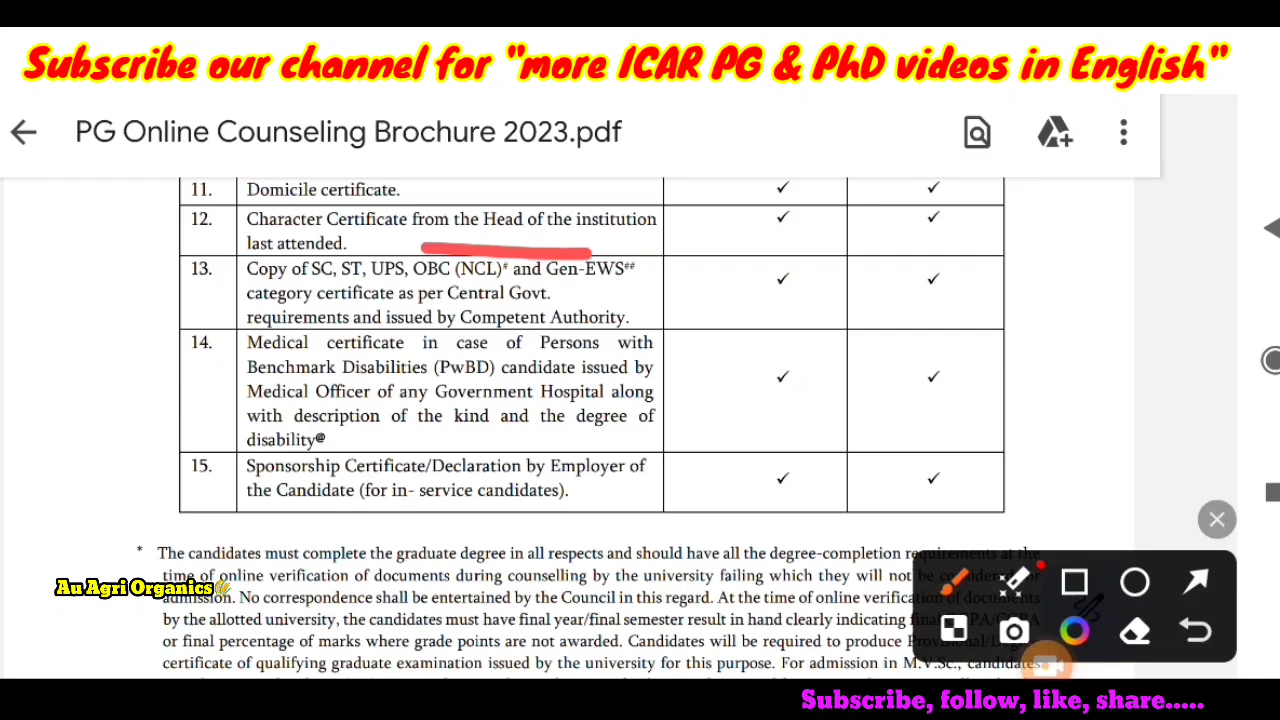 Subscribe our channel for "more ICAR PG & PhD videos in English"
PG Online Counseling Brochure 2023.pdf
11. Domicile certificate. ✓ ✓
12. Character Certificate from the Head of the institution ✓ ✓
last attended.
13. Copy of SC, ST, UPS, OBC (NCL)# and Gen-EWS## ✓ ✓
category certificate as per Central Govt.
requirements and issued by Competent Authority.
14. Medical certificate in case of Persons with
Benchmark Disabilities (PwBD) candidate issued by ✓ ✓
Medical Officer of any Government Hospital along
with description of the kind and the degree of
disability@
15. Sponsorship Certificate/Declaration by Employer of ✓ ✓
the Candidate (for in- service candidates).
* The candidates must complete the graduate degree in all respects and should have all the degree-completion requirements at the
time of online verification of documents during counselling by the university failing which they will not be
Au Agri Organics
admission. No correspondence shall be entertained by the Council in this regard. At the time of online verification of documents
by the allotted university, the candidates must have final year/final semester result in hand clearly indicating
or final percentage of marks where grade points are not awarded. Candidates will be required to produce
certificate of qualifying graduate examination issued by the university for this purpose. For admission in M.V.Sc., candidates
Subscribe, follow, like, share.....